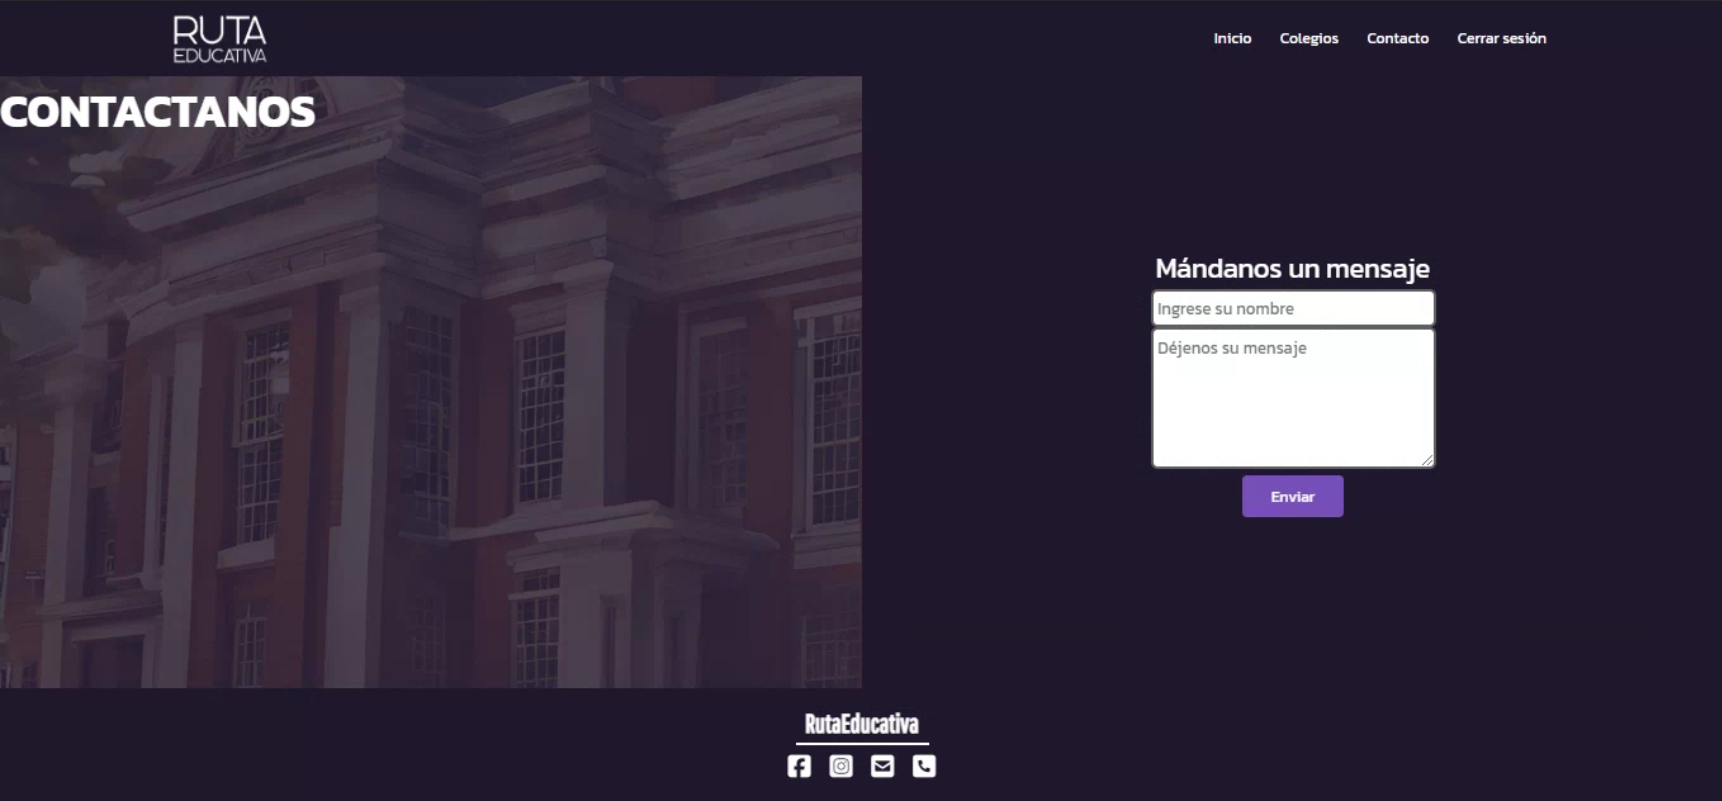 RUTA
EDUCATIVA
Inicio Colegios Contacto Cerrar sesión
CONTACTANOS
Mándanos un mensaje
Ingrese su nombre
Déjenos su mensaje
Enviar
RutaEducativa